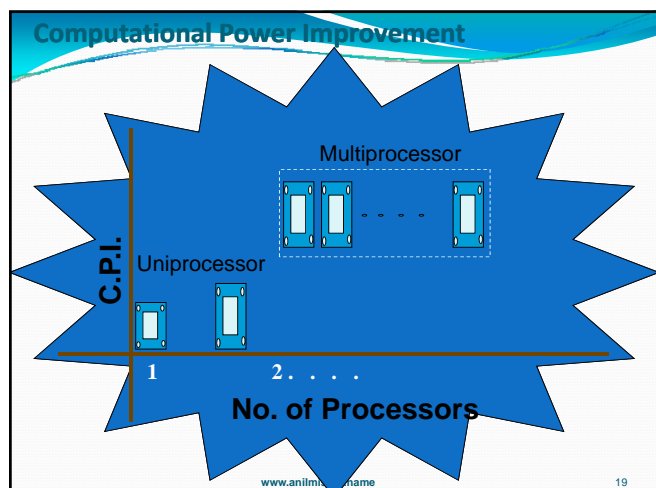 Computational Power Improvement
Multiprocessor
Uniprocessor
C.P.I.
1 2 . . . .
No. of Processors
19